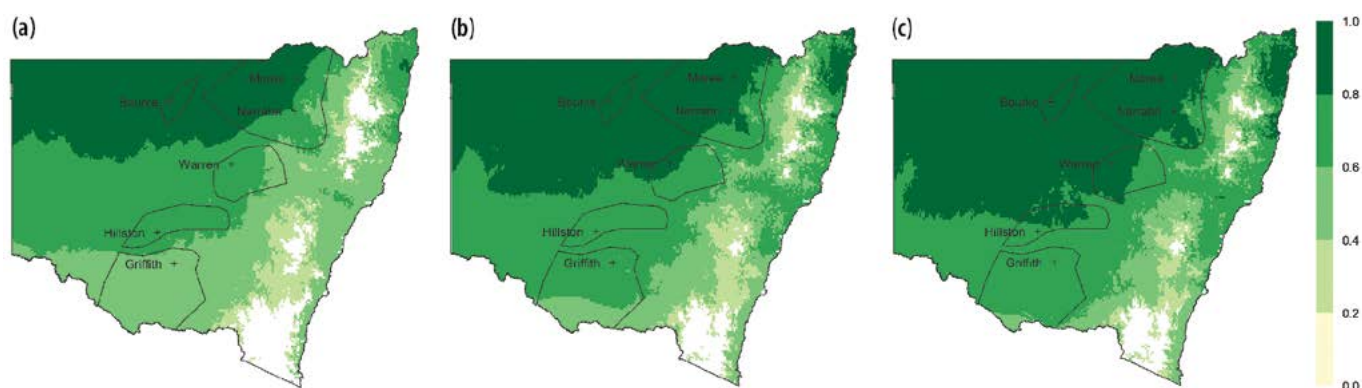 (a)
Moree
Narrabri
Bourke
Warren
Hillston
Griffith
(b)
Moree
Narrabri
Bourke
Warren
Hillston
Griffith
(c)
Moree
Narrabri
Bourke
Warren
Hillston
Griffith
1.0
0.8
0.6
0.4
0.2
0.0